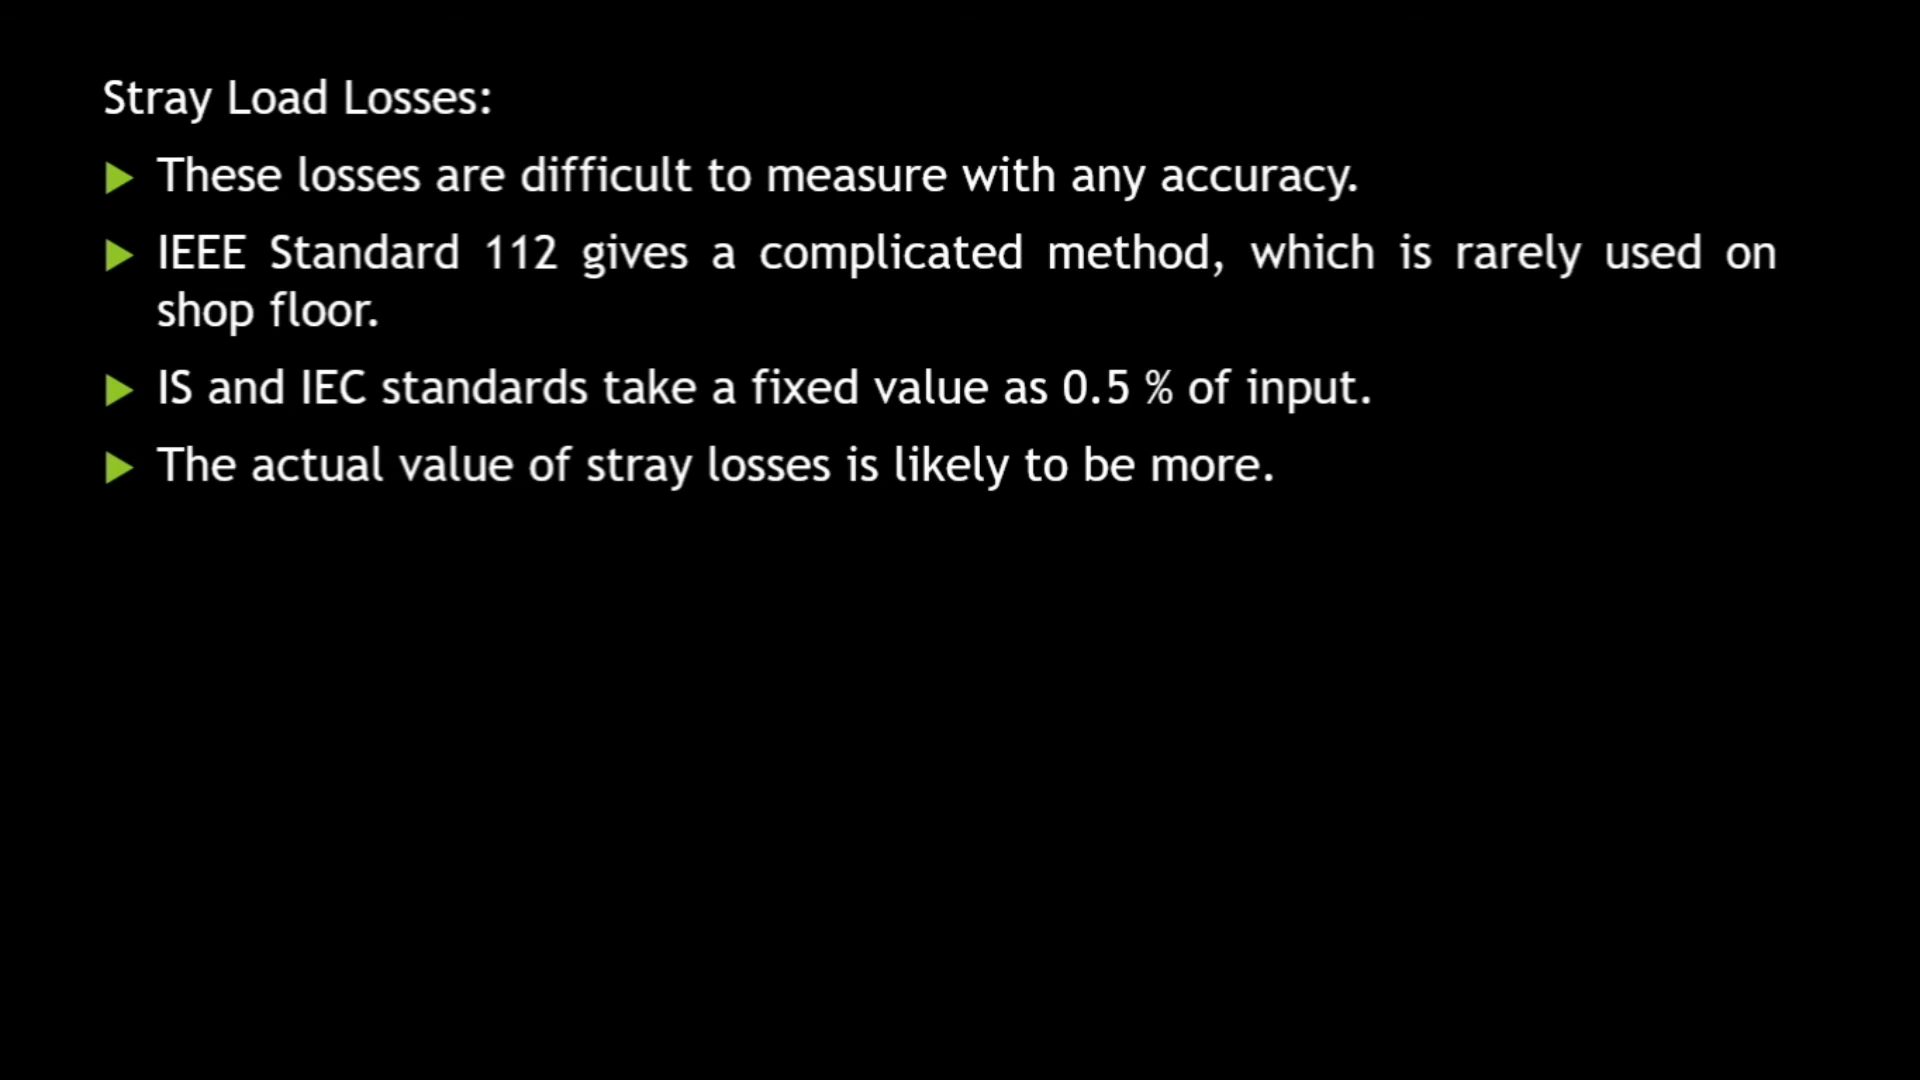 Stray Load Losses:
These losses are difficult to measure with any accuracy.
IEEE Standard 112 gives a complicated method, which is rarely used on
shop floor.
IS and IEC standards take a fixed value as 0.5 % of input.
The actual value of stray losses is likely to be more.